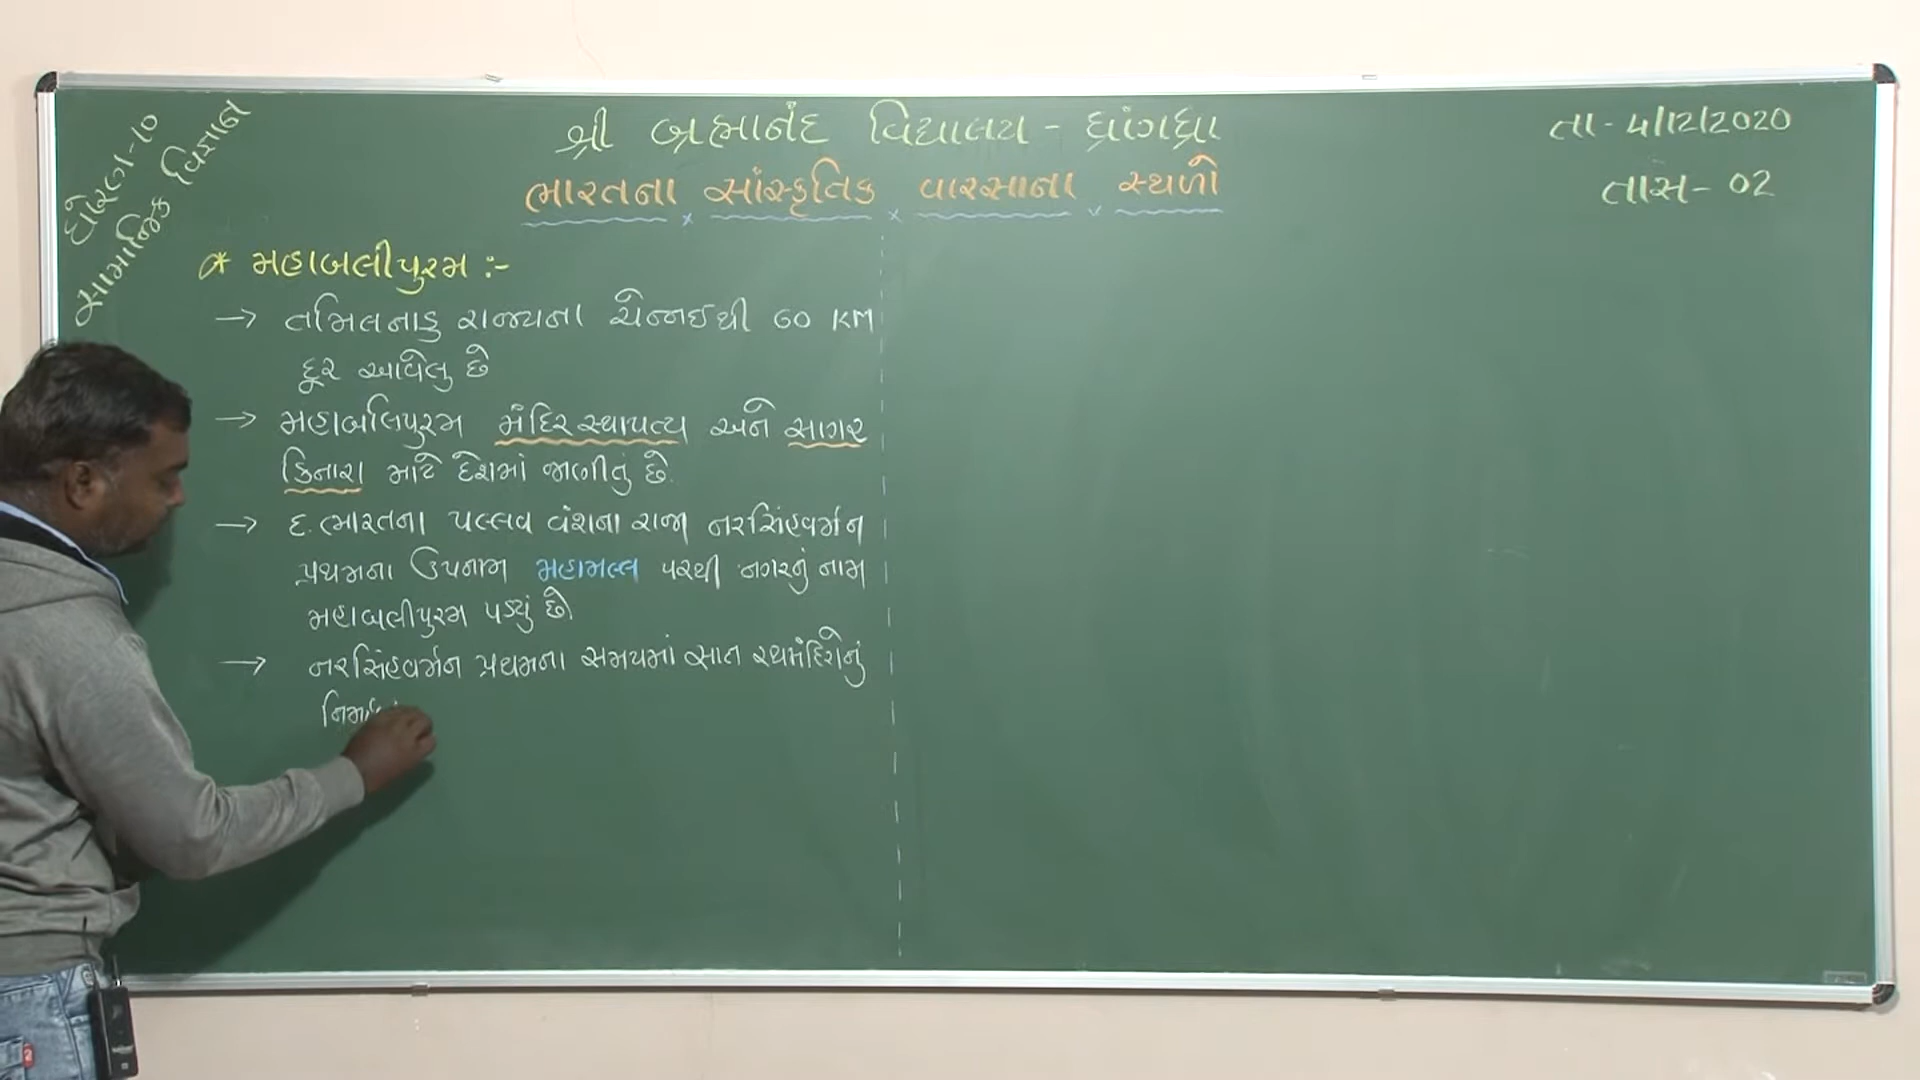 ધોરણ-૧૦
સામાજિક વિજ્ઞાન
શ્રી બ્રહ્માનંદ વિદ્યાલય - ધ્રાંગધ્રા
ભારતના સાંસ્કૃતિક વારસાના સ્થળો
તા - 4/12/2020
તાસ - 02
* મહાબલીપુરમ :-
→ તમિલનાડુ રાજ્યના ચેન્નઈથી 60 KM
દૂર આવેલુ છે
→ મહાબલિપુરમ મંદિર સ્થાપત્ય અને સાગર
કિનારા માટે દેશમાં જાણીતું છે.
→ દ. ભારતના પલ્લવ વંશના રાજા નરસિંહવર્મન
પ્રથમના ઉપનામ મહામલ્લ પરથી નગરનું નામ
મહાબલીપુરમ પડ્યું છે.
→ નરસિંહવર્મન પ્રથમના સમયમાં સાત રથમંદિરોનું